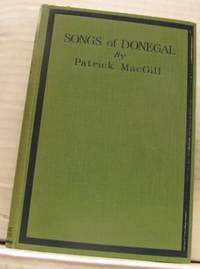 SONGS of DONEGAL
By
Patrick MacGill